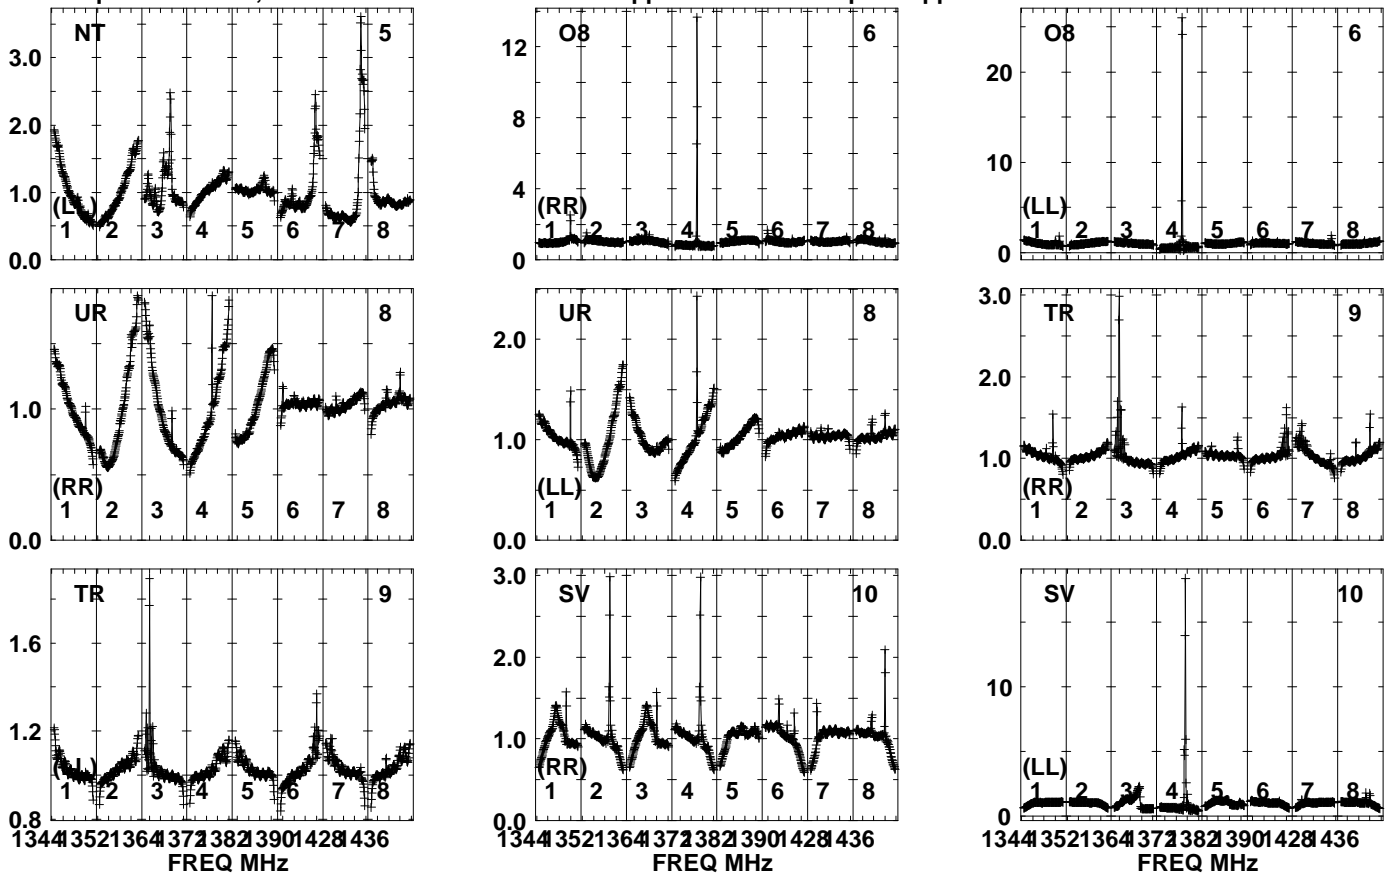 NT 5 O8 6 O8 6
3.0 12 20
2.0 8 10
1.0 4
(RR) (LL)
1 2 3 4 5 6 7 8 1 2 3 4 5 6 7 8 1 2 3 4 5 6 7 8
0.0 0 0
UR 8 UR 8 TR 9
3.0
2.0 2.0
1.0 1.0 1.0
(RR) (LL) (RR)
1 2 3 4 5 6 7 8 1 2 3 4 5 6 7 8 1 2 3 4 5 6 7 8
0.0 0.0 0.0
TR 9 SV 10 SV 10
3.0
1.6 2.0 10
1.2 1.0
(RR) (LL)
1 2 3 4 5 6 7 8 1 2 3 4 5 6 7 8 1 2 3 4 5 6 7 8
0.8 0.0 0
1344 1352 1364 1372 1382 1390 1428 1436 1344 1352 1364 1372 1382 1390 1428 1436 1344 1352 1364 1372 1382 1390 1428 1436
FREQ MHz FREQ MHz FREQ MHz